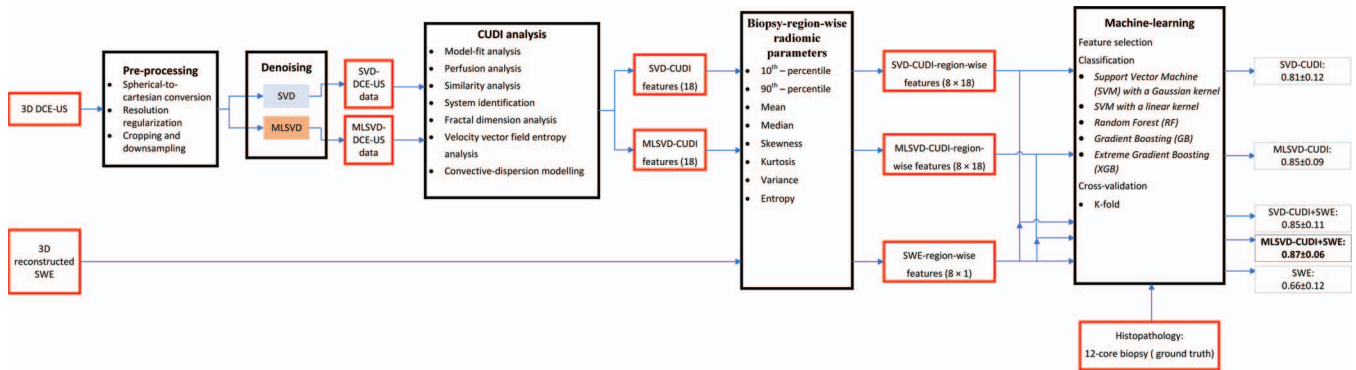 3D DCE-US
Pre-processing
• Spherical-to-
cartesian conversion
• Resolution
regularization
• Cropping and
downsampling
Denoising
SVD
MLSVD
SVD-
DCE-US
data
MLSVD-
DCE-US
data
CUDI analysis
• Model-fit analysis
• Perfusion analysis
• Similarity analysis
• System identification
• Fractal dimension analysis
• Velocity vector field entropy
analysis
• Convective-dispersion modelling
SVD-CUDI
features (18)
MLSVD-CUDI
features (18)
Biopsy-region-wise
radiomic
parameters
• 10th – percentile
• 90th – percentile
• Mean
• Median
• Skewness
• Kurtosis
• Variance
• Entropy
SVD-CUDI-region-wise
features (8 × 18)
MLSVD-CUDI-region-
wise features (8 × 18)
SWE-region-wise
features (8 × 1)
3D
reconstructed
SWE
Machine-learning
Feature selection
Classification
• Support Vector Machine
(SVM) with a Gaussian kernel
• SVM with a linear kernel
• Random Forest (RF)
• Gradient Boosting (GB)
• Extreme Gradient Boosting
(XGB)
Cross-validation
• K-fold
SVD-CUDI:
0.81±0.12
MLSVD-CUDI:
0.85±0.09
SVD-CUDI+SWE:
0.85±0.11
MLSVD-CUDI+SWE:
0.87±0.06
SWE:
0.66±0.12
Histopathology:
12-core biopsy ( ground truth)